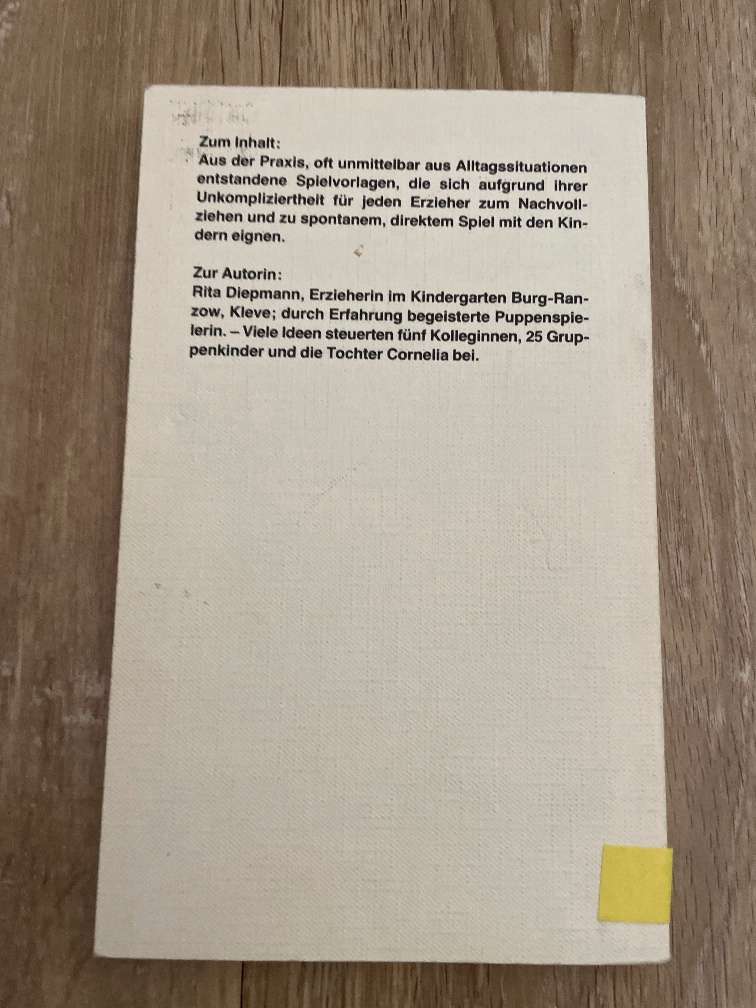 Zum Inhalt:
Aus der Praxis, oft unmittelbar aus Alltagssituationen
entstandene Spielvorlagen, die sich aufgrund ihrer
Unkompliziertheit für jeden Erzieher zum Nachvoll-
ziehen und zu spontanem, direktem Spiel mit den Kin-
dern eignen.
Zur Autorin:
Rita Diepmann, Erzieherin im Kindergarten Burg-Ran-
zow, Kleve; durch Erfahrung begeisterte Puppenspie-
lerin. – Viele Ideen steuerten fünf Kolleginnen, 25 Grup-
penkinder und die Tochter Cornelia bei.